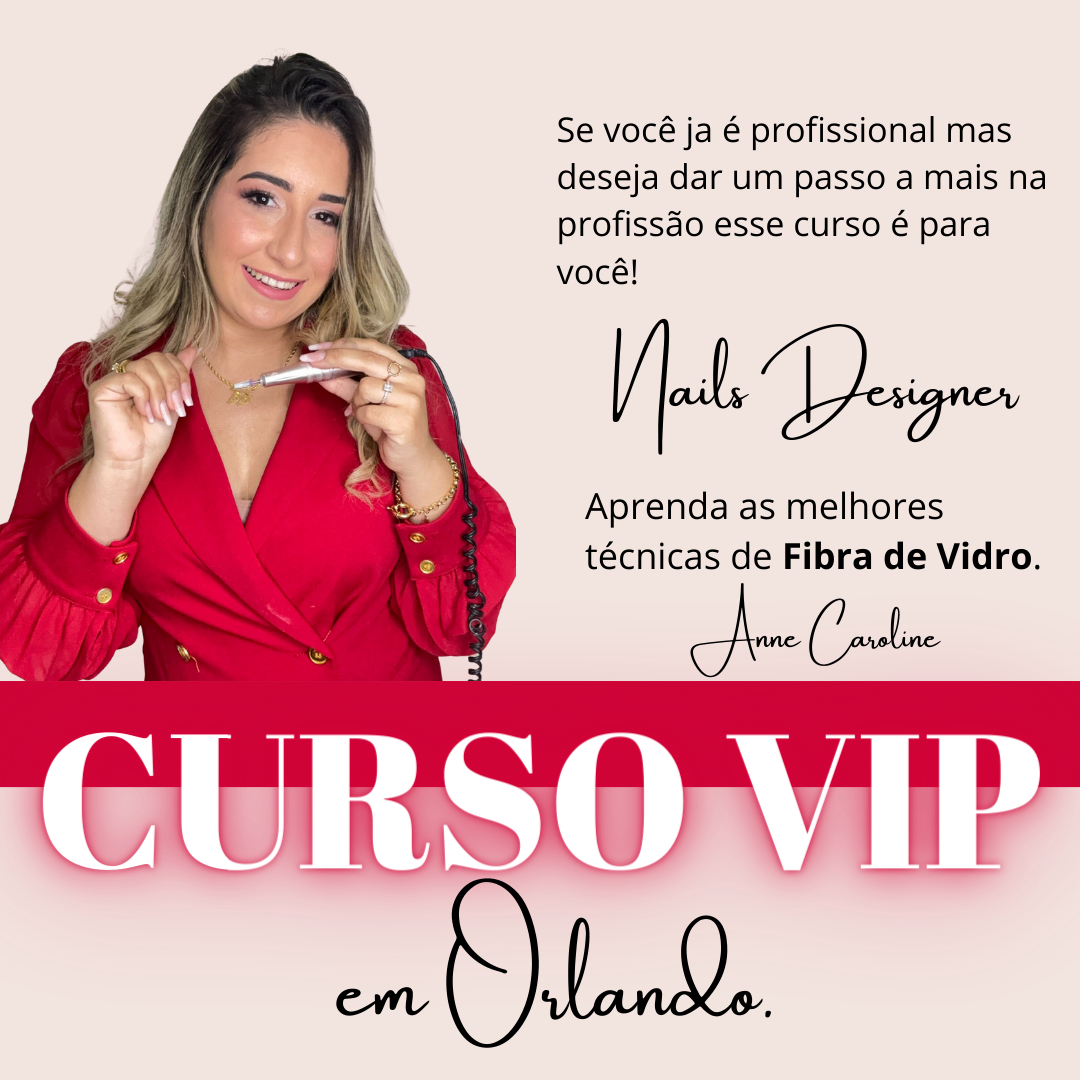 Se você ja é profissional mas
deseja dar um passo a mais na
profissão esse curso é para
você!
Nails Designer
Aprenda as melhores
técnicas de Fibra de Vidro.
Anne Caroline
CURSO VIP
em Orlando.